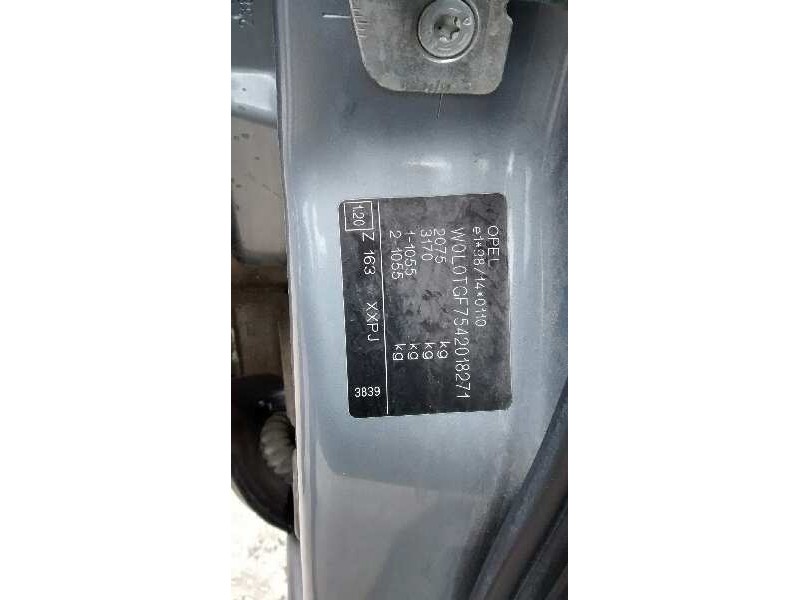 OPEL
e1*98/14*0110
W0L0TGF7542018271
2075 kg
3170 kg
1-1055 kg
2-1055 kg
1.20 Z 163 XXPJ 3839